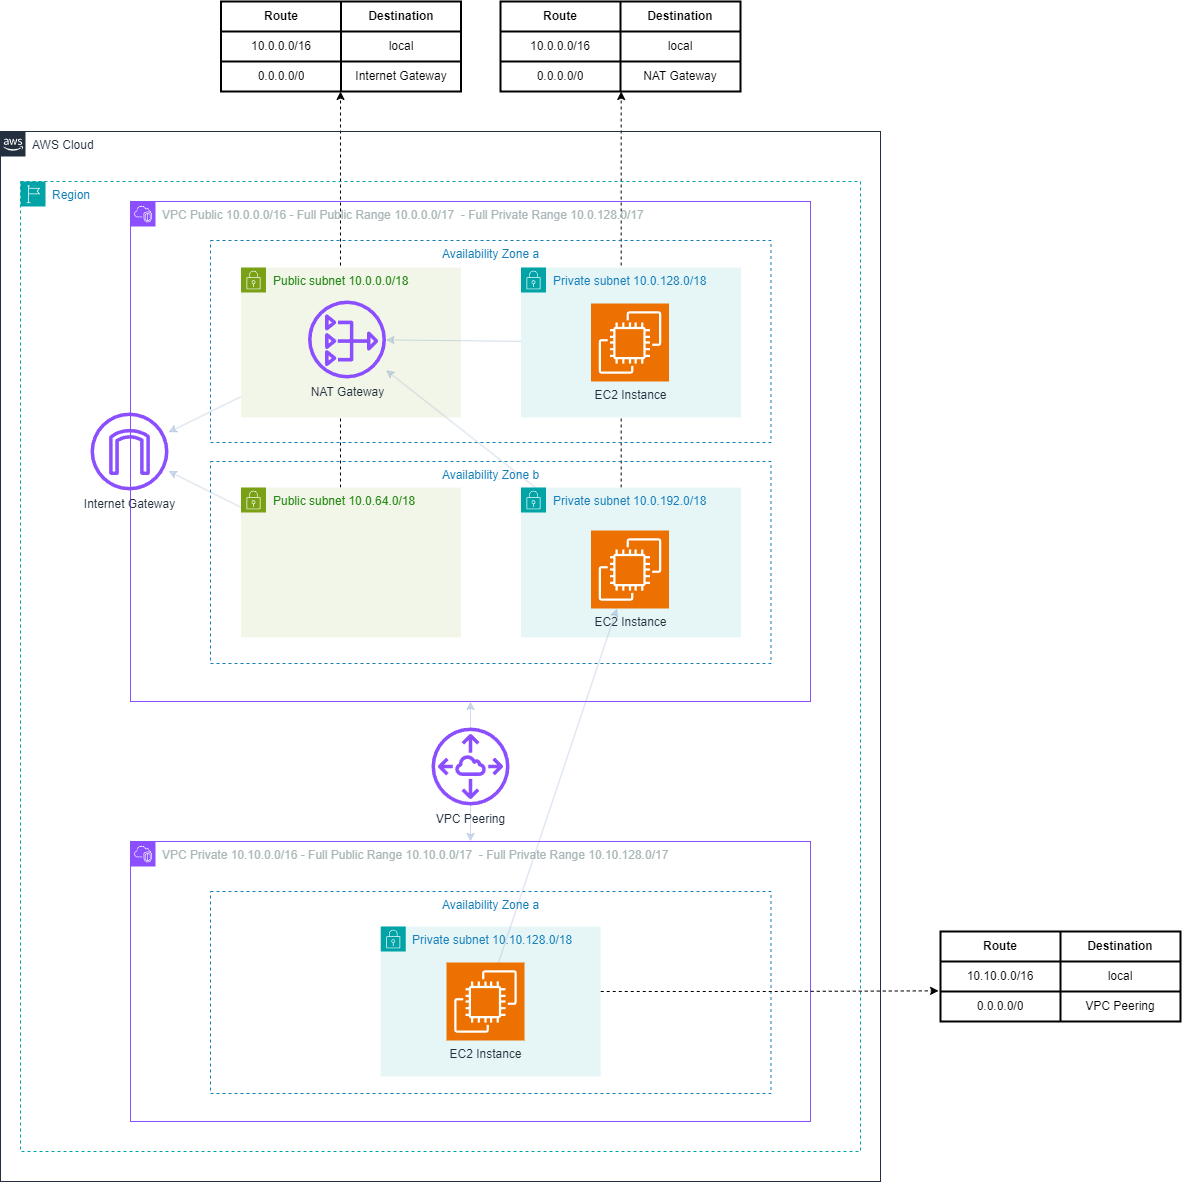 Route Destination
10.0.0.0/16 local
0.0.0.0/0 Internet Gateway
Route Destination
10.0.0.0/16 local
0.0.0.0/0 NAT Gateway
aws
AWS Cloud
Region
VPC Public 10.0.0.0/16 - Full Public Range 10.0.0.0/17 - Full Private Range 10.0.128.0/17
Availability Zone a
Public subnet 10.0.0.0/18
NAT Gateway
Private subnet 10.0.128.0/18
EC2 Instance
Internet Gateway
Availability Zone b
Public subnet 10.0.64.0/18
Private subnet 10.0.192.0/18
EC2 Instance
VPC Peering
VPC Private 10.10.0.0/16 - Full Public Range 10.10.0.0/17 - Full Private Range 10.10.128.0/17
Availability Zone a
Private subnet 10.10.128.0/18
EC2 Instance
Route Destination
10.10.0.0/16 local
0.0.0.0/0 VPC Peering